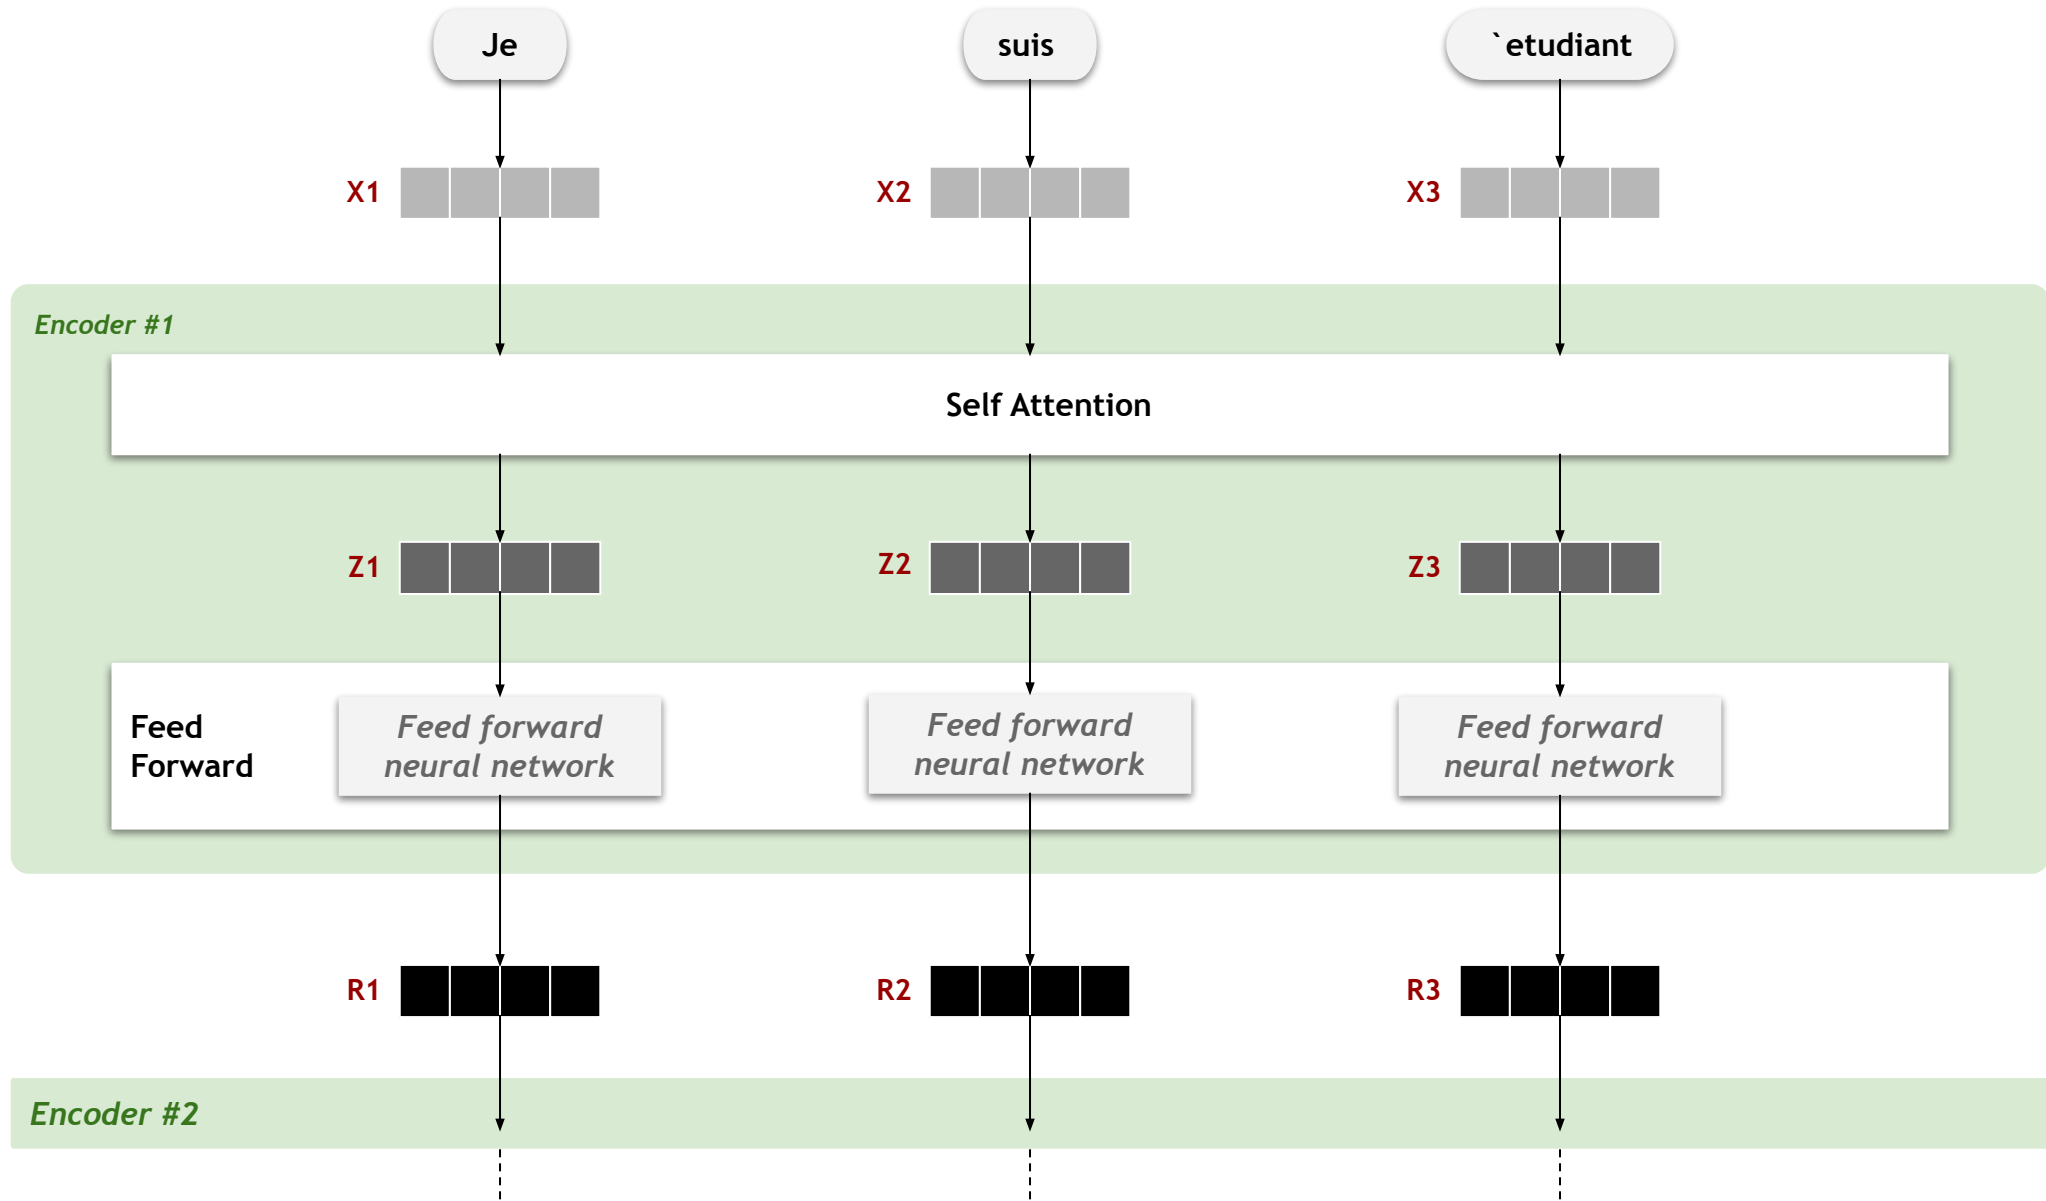 Je
suis
`etudiant
X1
X2
X3
Encoder #1
Self Attention
Z1
Z2
Z3
Feed
Forward
Feed forward
neural network
Feed forward
neural network
Feed forward
neural network
R1
R2
R3
Encoder #2